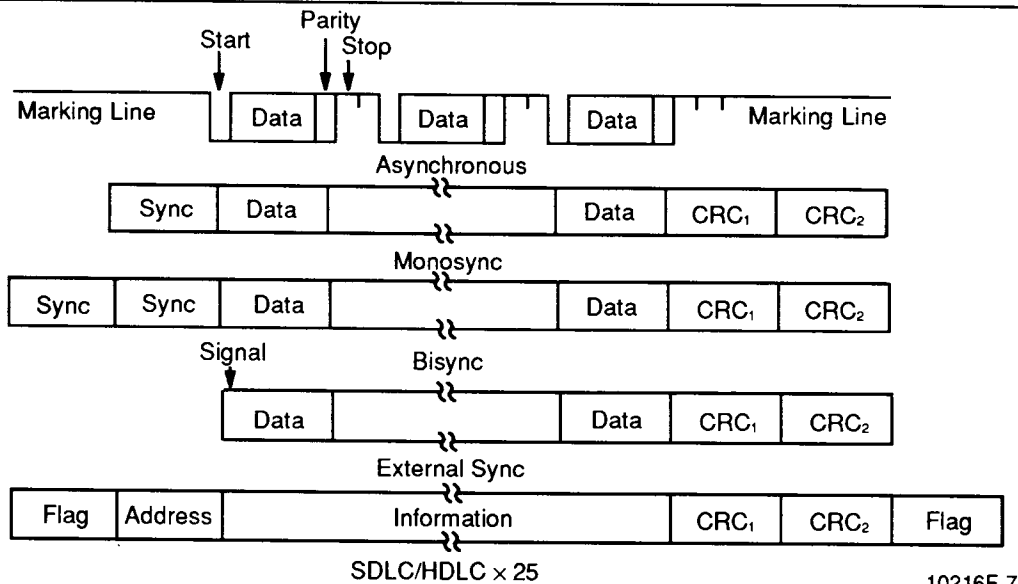 Parity
Start Stop
Marking Line Data Data Data Marking Line
Asynchronous
Sync Data Data CRC₁ CRC₂
Monosync
Sync Sync Data Data CRC₁ CRC₂
Signal
Bisync
Data Data CRC₁ CRC₂
External Sync
Flag Address Information CRC₁ CRC₂ Flag
SDLC/HDLC × 25